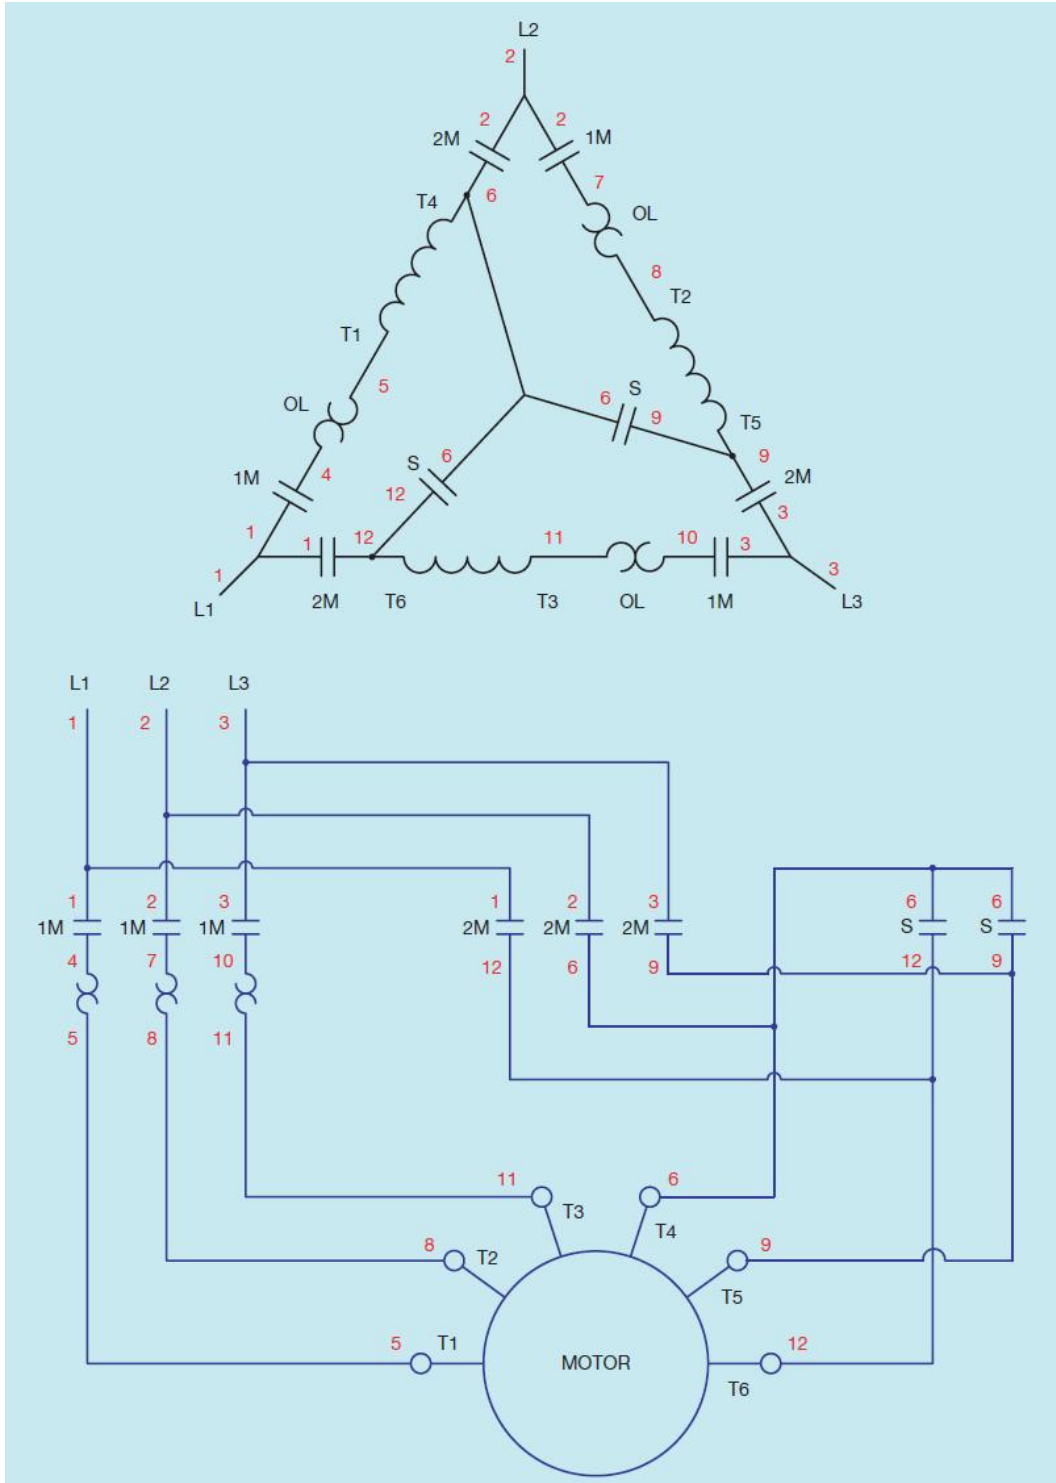 L2
2
2 2
2M 1M
7
T4 6 OL
8
T2
T1
5 S
OL 6 9 T5
S 6 9
1M 4 12 2M
1 3
1 12 11 10 3
1 3
L1 2M T6 T3 OL 1M L3
L1 L2 L3
1 2 3
1 2 3 1 2 3 6 6
1M 1M 1M 2M 2M 2M S S
4 7 10 12 6 9 12 9
5 8 11
11 6
T3 T4
8 T2 9
T5
5 T1 MOTOR 12
T6